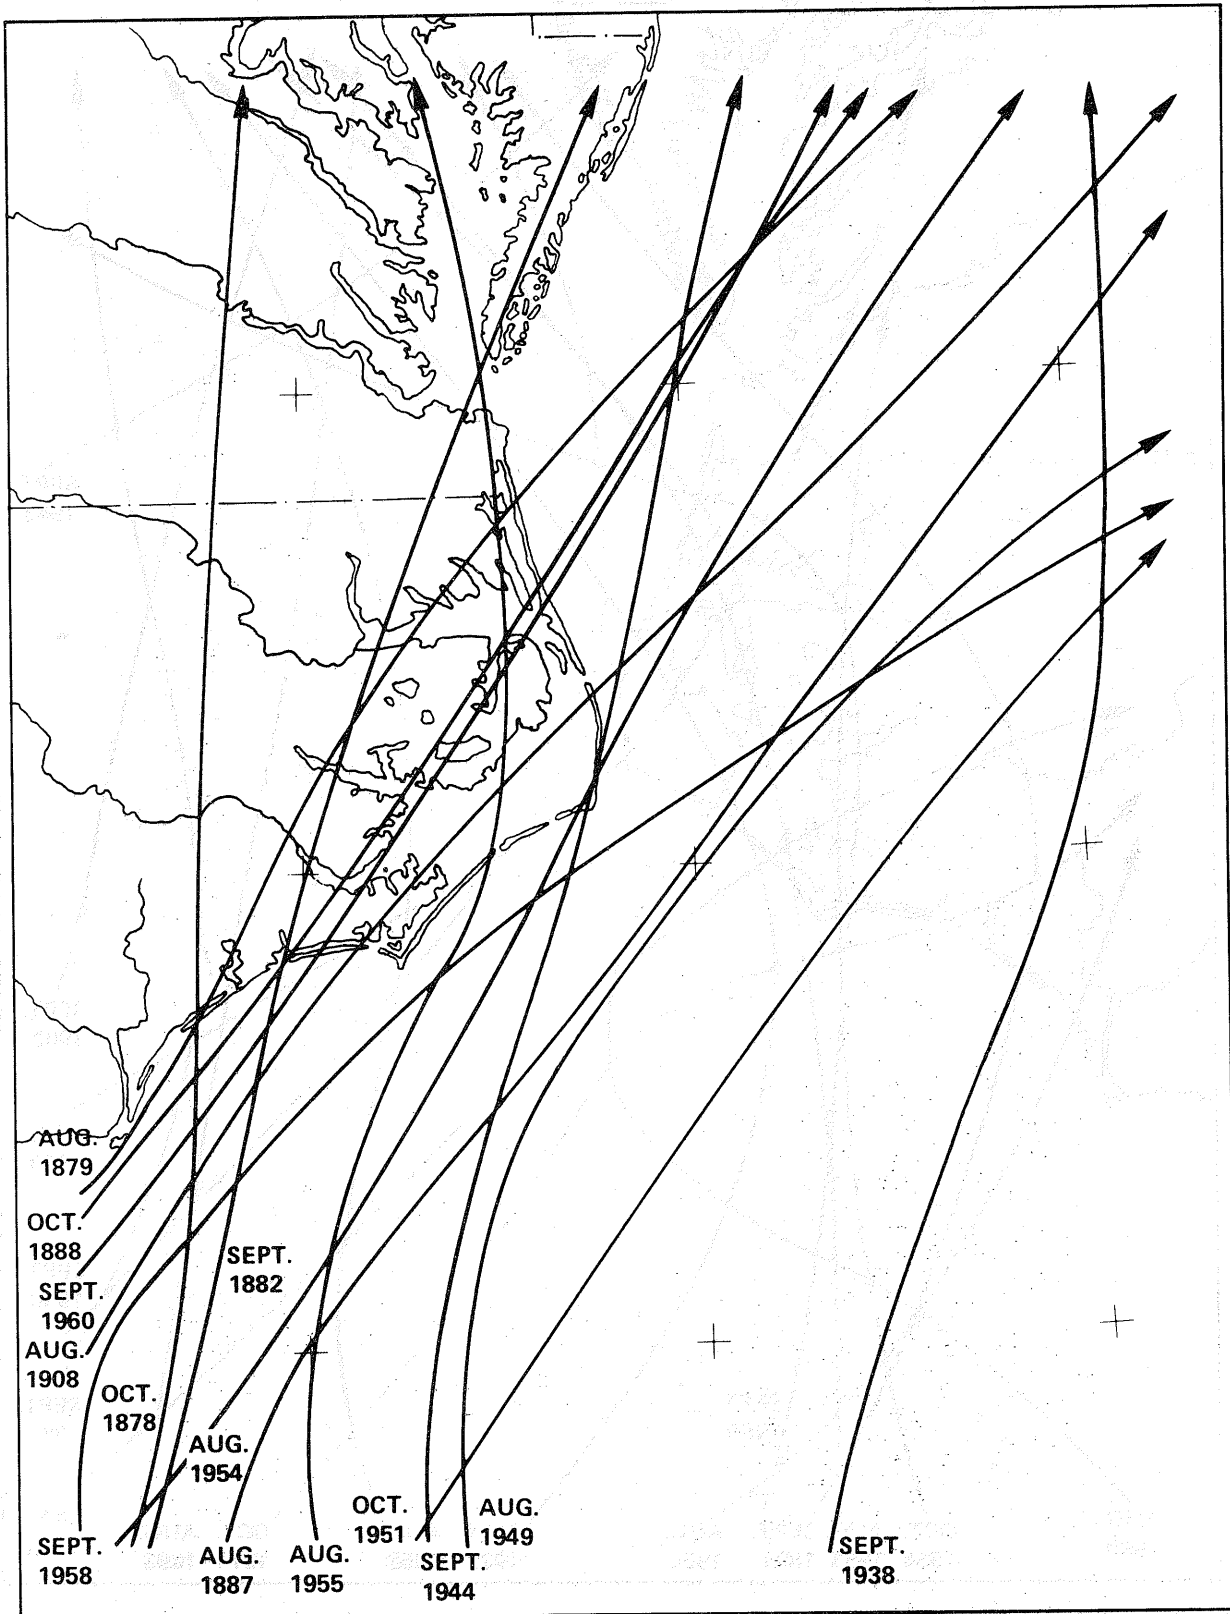 AUG.
1879
OCT.
1888
SEPT.
1882
SEPT.
1960
AUG.
1908
OCT.
1878
AUG.
1954
OCT.
1951
AUG.
1949
SEPT.
1958
AUG.
1887
AUG.
1955
SEPT.
1944
SEPT.
1938